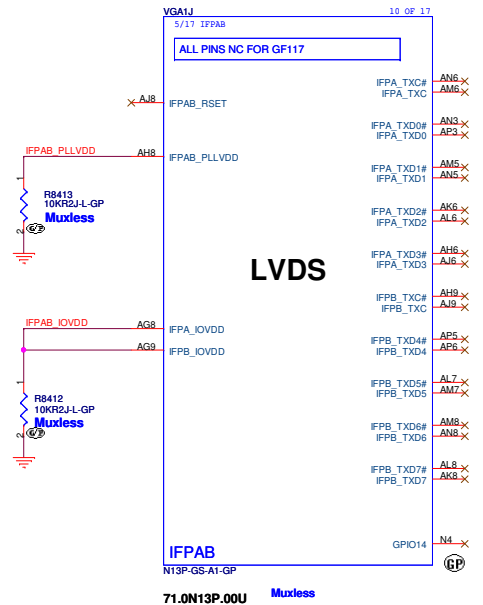 VGA1J
10 OF 17
5/17 IFPAB
ALL PINS NC FOR GF117
AJ8
IFPAB_RSET
IFPAB_PLLVDD
AH8
IFPAB_PLLVDD
1
R8413
10KR2J-L-GP
Muxless
G/P
2
LVDS
IFPAB_IOVDD
AG8
IFPA_IOVDD
AG9
IFPB_IOVDD
1
R8412
10KR2J-L-GP
Muxless
G/P
2
IFPA_TXC# AN6
IFPA_TXC AM6
IFPA_TXD0# AN3
IFPA_TXD0 AP3
IFPA_TXD1# AM5
IFPA_TXD1 AN5
IFPA_TXD2# AK6
IFPA_TXD2 AL6
IFPA_TXD3# AH6
IFPA_TXD3 AJ6
IFPB_TXC# AH9
IFPB_TXC AJ9
IFPB_TXD4# AP5
IFPB_TXD4 AP6
IFPB_TXD5# AL7
IFPB_TXD5 AM7
IFPB_TXD6# AM8
IFPB_TXD6 AN8
IFPB_TXD7# AL8
IFPB_TXD7 AK8
GPIO14 N4
GP
IFPAB
N13P-GS-A1-GP
71.0N13P.00U
Muxless